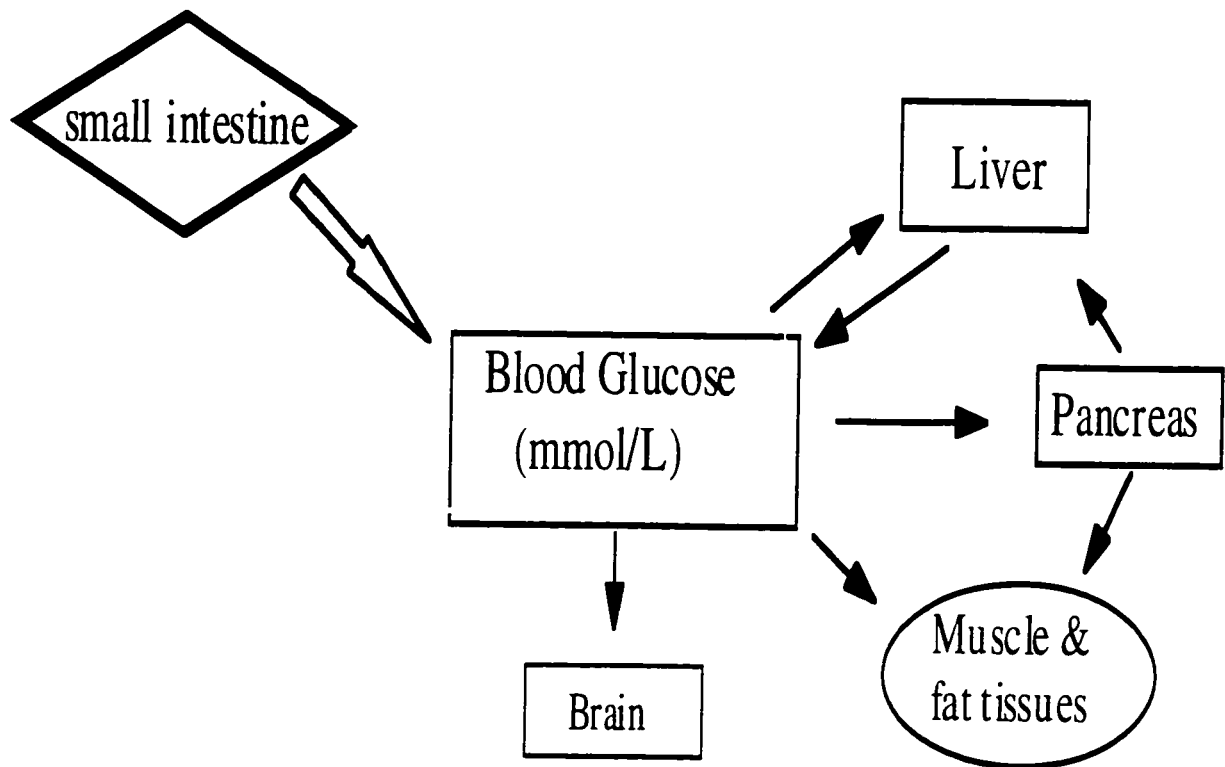 small intestine
Liver
Blood Glucose
(mmol/L)
Pancreas
Brain
Muscle &
fat tissues